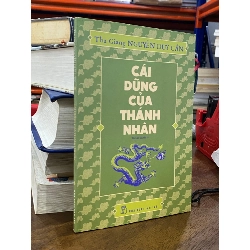 Thu Giang NGUYỄN DUY CẦN
CÁI
DŨNG
CỦA
THÁNH
NHÂN